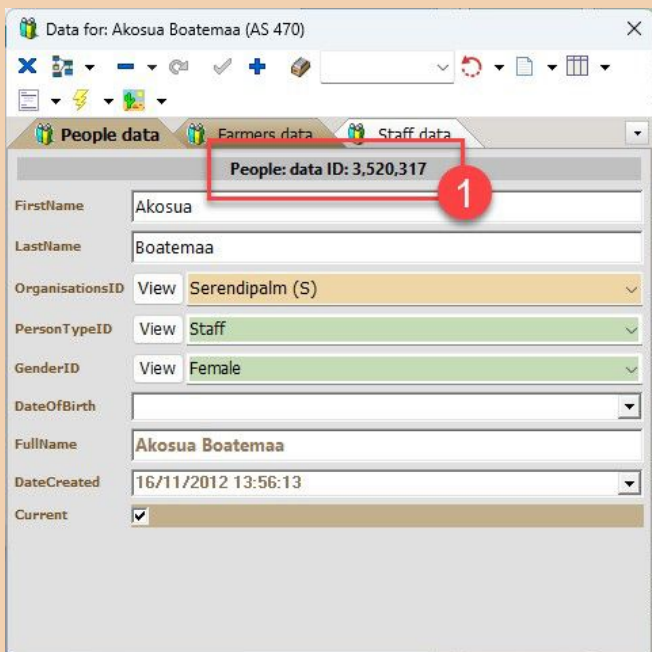 Data for: Akosua Boatemaa (AS 470)
People data Farmers data Staff data
People: data ID: 3,520,317
1
FirstName Akosua
LastName Boatemaa
OrganisationsID View Serendipalm (S)
PersonTypeID View Staff
GenderID View Female
DateOfBirth
FullName Akosua Boatemaa
DateCreated 16/11/2012 13:56:13
Current